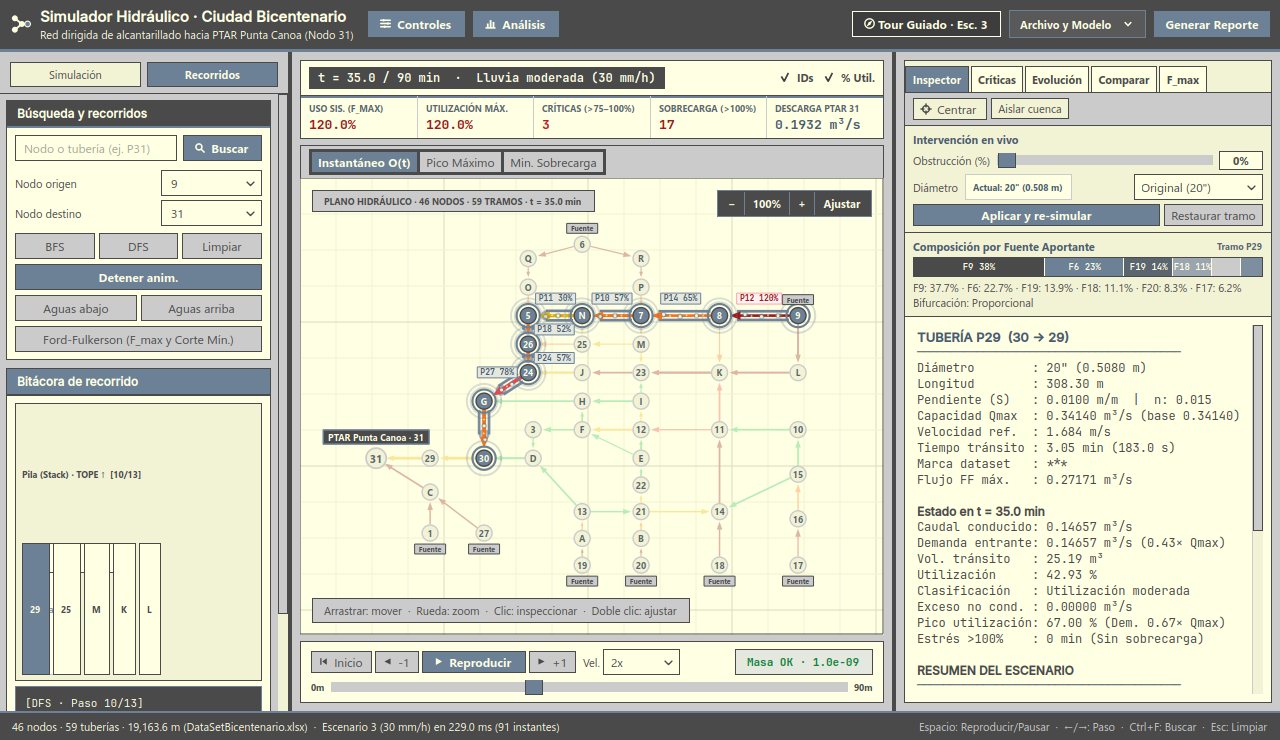 Simulador Hidráulico · Ciudad Bicentenario
Red dirigida de alcantarillado hacia PTAR Punta Canoa (Nodo 31)
Controles
Análisis
Tour Guiado · Esc. 3
Archivo y Modelo
Generar Reporte
Simulación
Recorridos
Búsqueda y recorridos
Nodo o tubería (ej. P31)
Buscar
Nodo origen
9
Nodo destino
31
BFS
DFS
Limpiar
Detener anim.
Aguas abajo
Aguas arriba
Ford-Fulkerson (F_max y Corte Mín.)
Bitácora de recorrido
Pila (Stack) · TOPE ↑ [10/13]
29
25
M
K
L
[DFS · Paso 10/13]
t = 35.0 / 90 min · Lluvia moderada (30 mm/h)
✓ IDs
✓ % Util.
USO SIS. (F_MAX)
120.0%
UTILIZACIÓN MÁX.
120.0%
CRÍTICAS (>75–100%)
3
SOBRECARGA (>100%)
17
DESCARGA PTAR 31
0.1932 m³/s
Instantáneo O(t)
Pico Máximo
Min. Sobrecarga
PLANO HIDRÁULICO · 46 NODOS · 59 TRAMOS · t = 35.0 min
−
100%
+
Ajustar
Fuente
6
Q
R
O
P
P11 30%
P10 57%
P14 65%
P12 120%
Fuente
5
N
7
8
9
P18 52%
26
25
M
P24 57%
P27 78%
24
J
23
K
L
G
H
I
3
F
12
11
10
PTAR Punta Canoa · 31
31
29
30
D
E
15
22
C
13
21
14
16
1
27
A
B
Fuente
Fuente
19
20
18
17
Fuente
Fuente
Fuente
Fuente
Arrastrar: mover · Rueda: zoom · Clic: inspeccionar · Doble clic: ajustar
Inicio
-1
Reproducir
+1
Vel.
2x
Masa OK · 1.0e-09
0m
90m
Inspector
Críticas
Evolución
Comparar
F_max
Centrar
Aislar cuenca
Intervención en vivo
Obstrucción (%)
0%
Diámetro
Actual: 20" (0.508 m)
Original (20")
Aplicar y re-simular
Restaurar tramo
Composición por Fuente Aportante
Tramo P29
F9 38%
F6 23%
F19 14%
F18 11%
F9: 37.7% · F6: 22.7% · F19: 13.9% · F18: 11.1% · F20: 8.3% · F17: 6.2%
Bifurcación: Proporcional
TUBERÍA P29 (30 → 29)
Diámetro : 20" (0.5080 m)
Longitud : 308.30 m
Pendiente (S) : 0.0100 m/m | n: 0.015
Capacidad Qmax : 0.34140 m³/s (base 0.34140)
Velocidad ref. : 1.684 m/s
Tiempo tránsito : 3.05 min (183.0 s)
Marca dataset : ***
Flujo FF máx. : 0.27171 m³/s
Estado en t = 35.0 min
Caudal conducido: 0.14657 m³/s
Demanda entrante: 0.14657 m³/s (0.43× Qmax)
Vol. tránsito : 25.19 m³
Utilización : 42.93 %
Clasificación : Utilización moderada
Exceso no cond. : 0.00000 m³/s
Pico utilización: 67.00 % (Dem. 0.67× Qmax)
Estrés >100% : 0 min (Sin sobrecarga)
RESUMEN DEL ESCENARIO
46 nodos · 59 tuberías · 19,163.6 m (DataSetBicentenario.xlsx) · Escenario 3 (30 mm/h) en 229.0 ms (91 instantes)
Espacio: Reproducir/Pausar · ←/→: Paso · Ctrl+F: Buscar · Esc: Limpiar